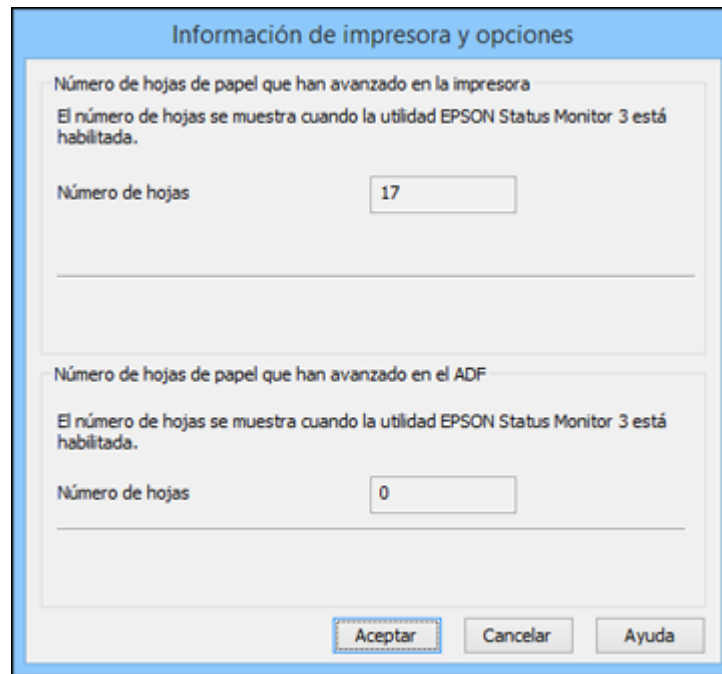 Información de impresora y opciones
Número de hojas de papel que han avanzado en la impresora
El número de hojas se muestra cuando la utilidad EPSON Status Monitor 3 está
habilitada.
Número de hojas 17
Número de hojas de papel que han avanzado en el ADF
El número de hojas se muestra cuando la utilidad EPSON Status Monitor 3 está
habilitada.
Número de hojas 0
Aceptar Cancelar Ayuda